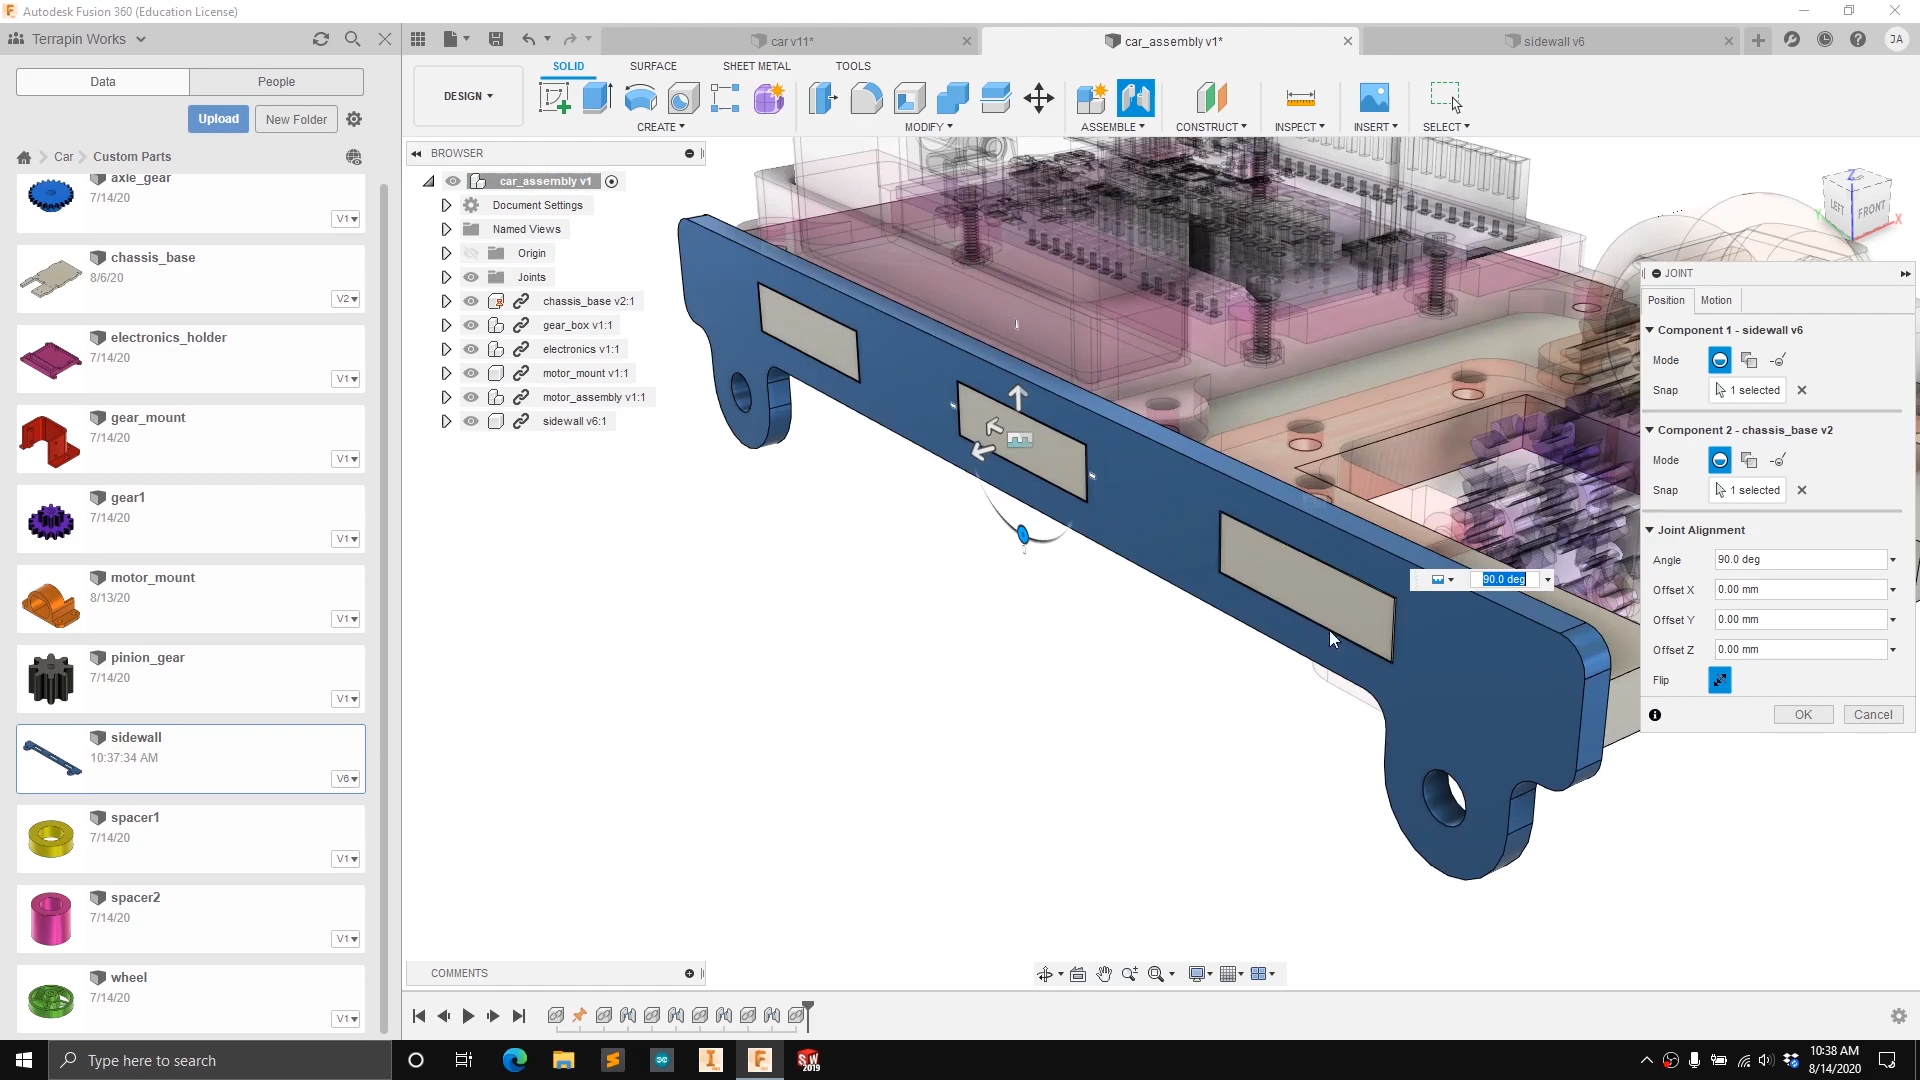 Autodesk Fusion 360 (Education License)
Terrapin Works
car v11*
car_assembly v1*
sidewall v6
JA
Data
People
Upload
New Folder
Car
Custom Parts
axle_gear
7/14/20
V1
chassis_base
8/6/20
V2
electronics_holder
7/14/20
V1
gear_mount
7/14/20
V1
gear1
7/14/20
V1
motor_mount
8/13/20
V1
pinion_gear
7/14/20
V1
sidewall
10:37:34 AM
V6
spacer1
7/14/20
V1
spacer2
7/14/20
V1
wheel
7/14/20
V1
DESIGN
SOLID
SURFACE
SHEET METAL
TOOLS
CREATE
MODIFY
ASSEMBLE
CONSTRUCT
INSPECT
INSERT
SELECT
BROWSER
car_assembly v1
Document Settings
Named Views
Origin
Joints
chassis_base v2:1
gear_box v1:1
electronics v1:1
motor_mount v1:1
motor_assembly v1:1
sidewall v6:1
Z
LEFT
FRONT
Y
X
90.0 deg
JOINT
Position
Motion
Component 1 - sidewall v6
Mode
Snap
1 selected
Component 2 - chassis_base v2
Mode
Snap
1 selected
Joint Alignment
Angle
90.0 deg
Offset X
0.00 mm
Offset Y
0.00 mm
Offset Z
0.00 mm
Flip
OK
Cancel
COMMENTS
Type here to search
SW
2019
10:38 AM
8/14/2020